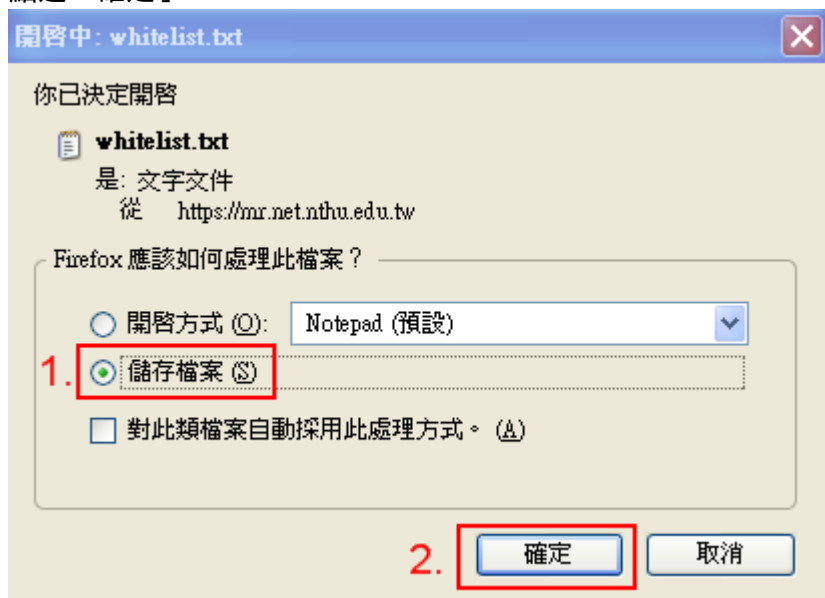 開啓中: whitelist.txt
你已決定開啓
whitelist.txt
是: 文字文件
從 https://mr.net.nthu.edu.tw
Firefox 應該如何處理此檔案？
開啓方式 (O): Notepad (預設)
1. 儲存檔案 (S)
對此類檔案自動採用此處理方式。 (A)
2. 確定 取消